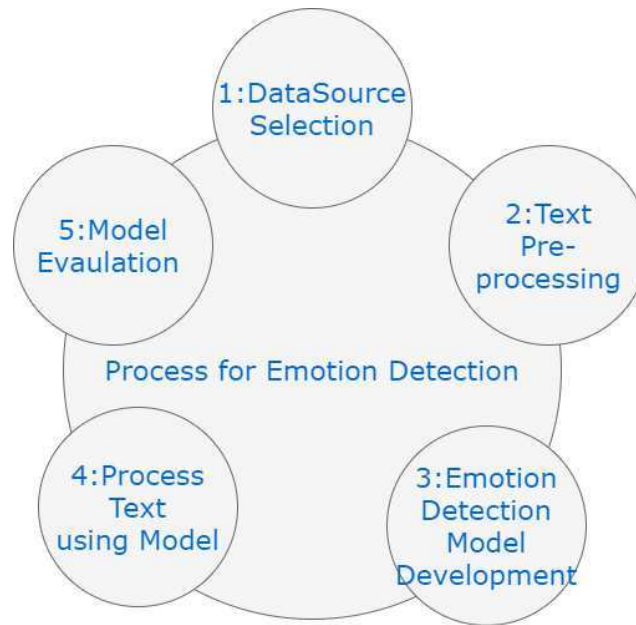 1:DataSource
Selection
2:Text
Pre-
processing
3:Emotion
Detection
Model
Development
4:Process
Text
using Model
5:Model
Evaulation
Process for Emotion Detection